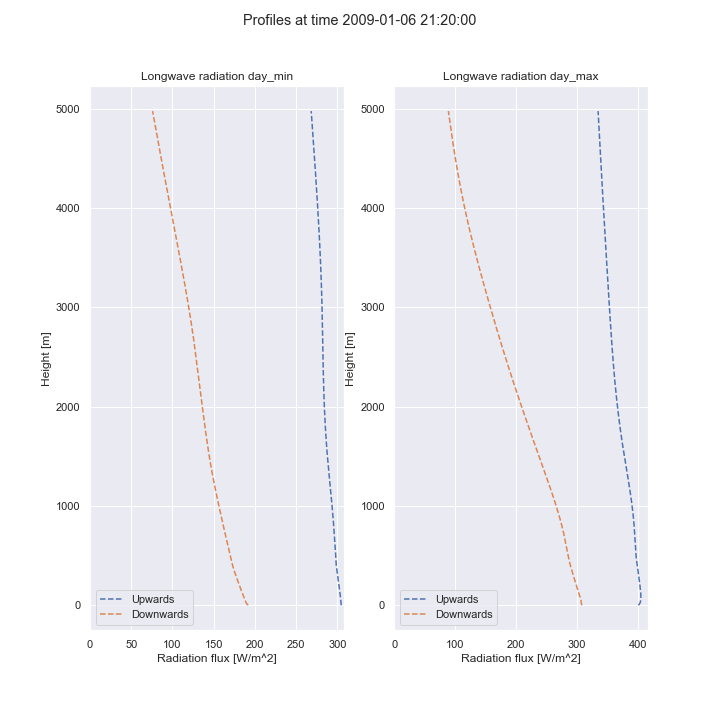 Profiles at time 2009-01-06 21:20:00
Longwave radiation day_min
5000
4000
3000
2000
1000
0
Height [m]
Upwards
Downwards
0 50 100 150 200 250 300
Radiation flux [W/m^2]
Longwave radiation day_max
5000
4000
3000
2000
1000
0
Height [m]
Upwards
Downwards
0 100 200 300 400
Radiation flux [W/m^2]